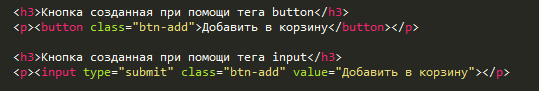 <h3>Кнопка созданная при помощи тега button</h3>
<p><button class="btn-add">Добавить в корзину</button></p>
<h3>Кнопка созданная при помощи тега input</h3>
<p><input type="submit" class="btn-add" value="Добавить в корзину"></p>